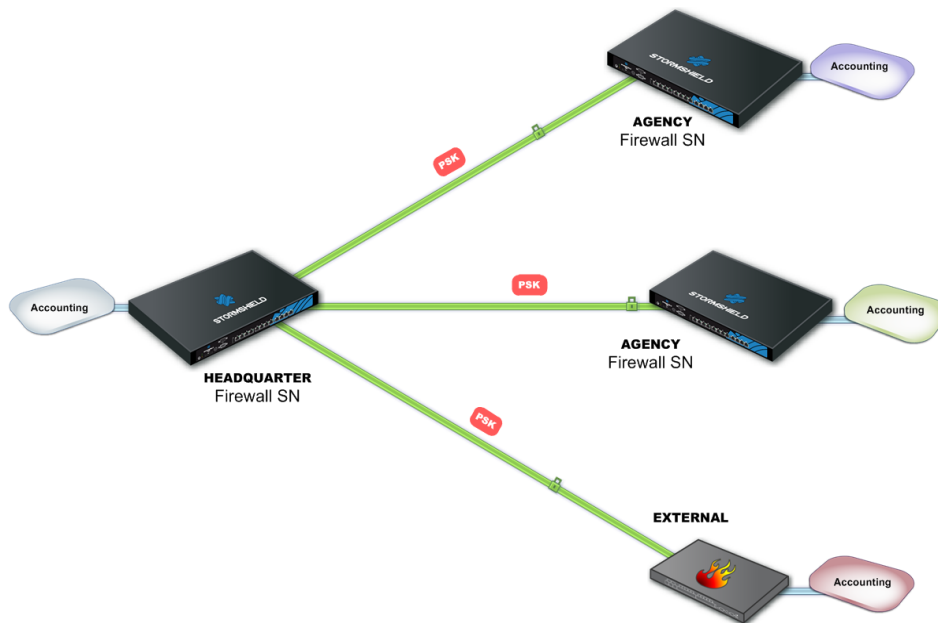 STORMSHIELD
Accounting
AGENCY
Firewall SN
PSK
Accounting
STORMSHIELD
HEADQUARTER
Firewall SN
PSK
STORMSHIELD
Accounting
AGENCY
Firewall SN
PSK
EXTERNAL
Accounting